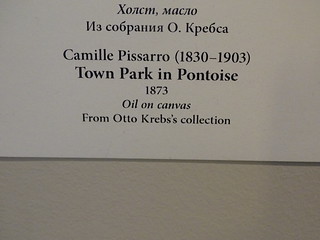 Холст, масло
Из собрания О. Кребса
Camille Pissarro (1830–1903)
Town Park in Pontoise
1873
Oil on canvas
From Otto Krebs's collection